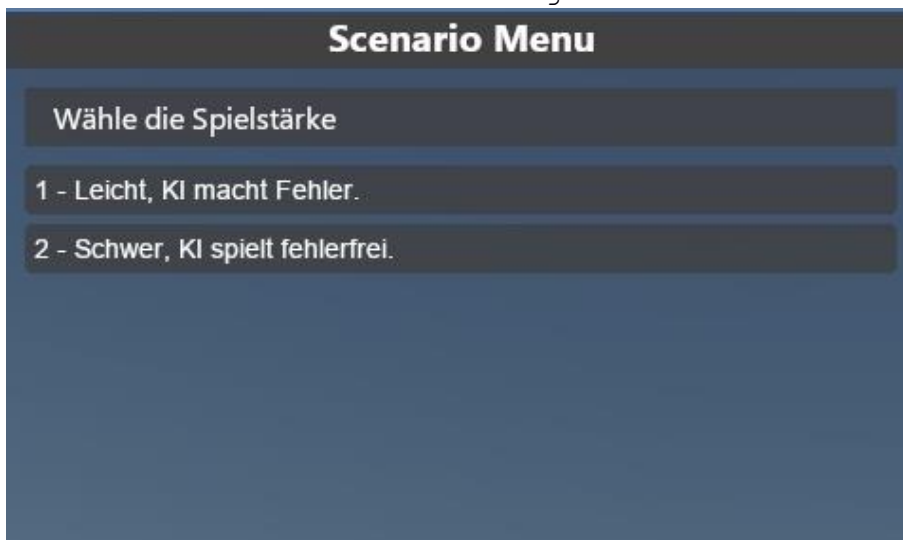 Scenario Menu
Wähle die Spielstärke
1 - Leicht, KI macht Fehler.
2 - Schwer, KI spielt fehlerfrei.